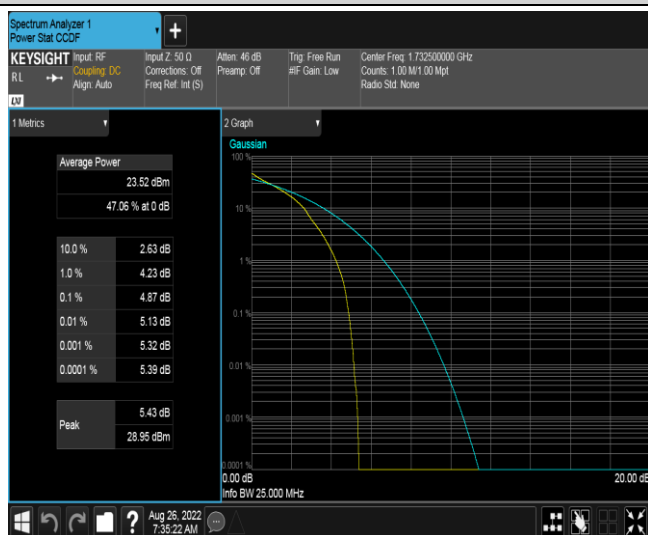 Spectrum Analyzer 1
Power Stat CCDF
+
KEYSIGHT
RL
LXI
Input: RF
Coupling: DC
Align: Auto
Input Z: 50 Ω
Corrections: Off
Freq Ref: Int (S)
Atten: 46 dB
Preamp: Off
Trig: Free Run
#IF Gain: Low
Center Freq: 1.732500000 GHz
Counts: 1.00 M/1.00 Mpt
Radio Std: None
1 Metrics
Average Power
23.52 dBm
47.06 % at 0 dB
10.0 % 2.63 dB
1.0 % 4.23 dB
0.1 % 4.87 dB
0.01 % 5.13 dB
0.001 % 5.32 dB
0.0001 % 5.39 dB
Peak
5.43 dB
28.95 dBm
2 Graph
Gaussian
100 %
10 %
1 %
0.1 %
0.01 %
0.001 %
0.0001 %
0.00 dB 20.00 dB
Info BW 25.000 MHz
?
Aug 26, 2022
7:35:22 AM